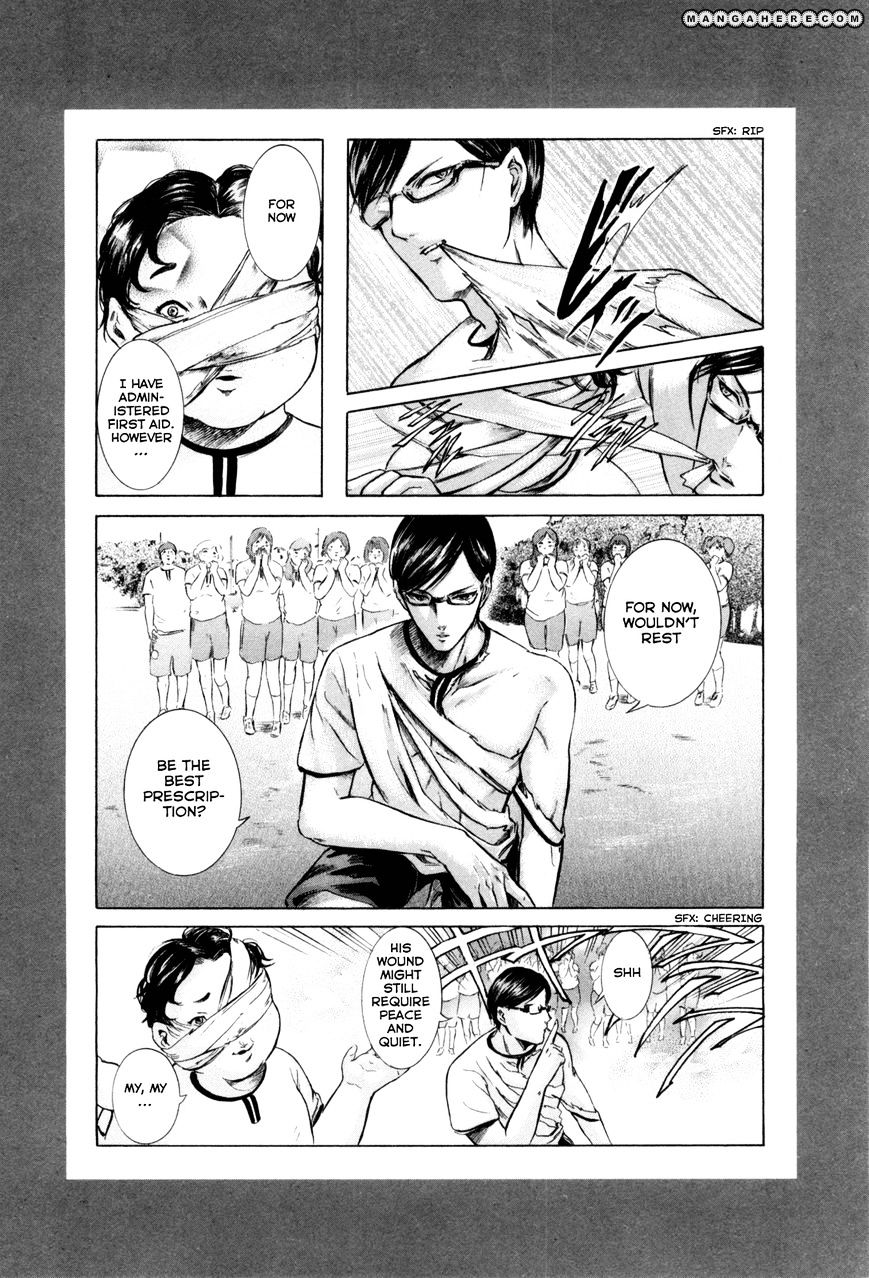 MANGAHERE.COM
SFX: RIP
FOR
NOW
I HAVE
ADMIN-
ISTERED
FIRST AID.
HOWEVER
...
FOR NOW,
WOULDN'T
REST
BE THE
BEST
PRESCRIP-
TION?
SFX: CHEERING
SHH
HIS
WOUND
MIGHT
STILL
REQUIRE
PEACE
AND
QUIET.
MY, MY
...